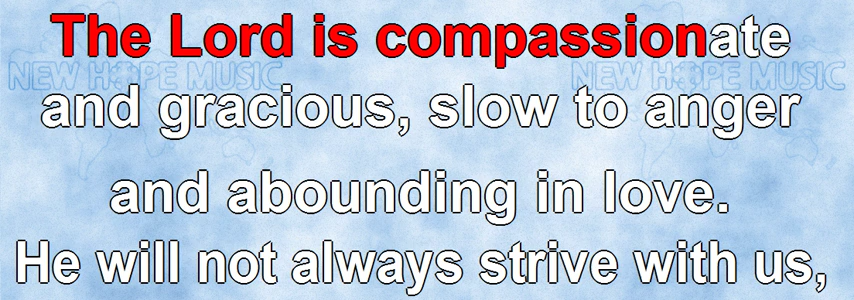 The Lord is compassionate
NEW HOPE MUSIC NEW HOPE MUSIC
and gracious, slow to anger
and abounding in love.
He will not always strive with us,